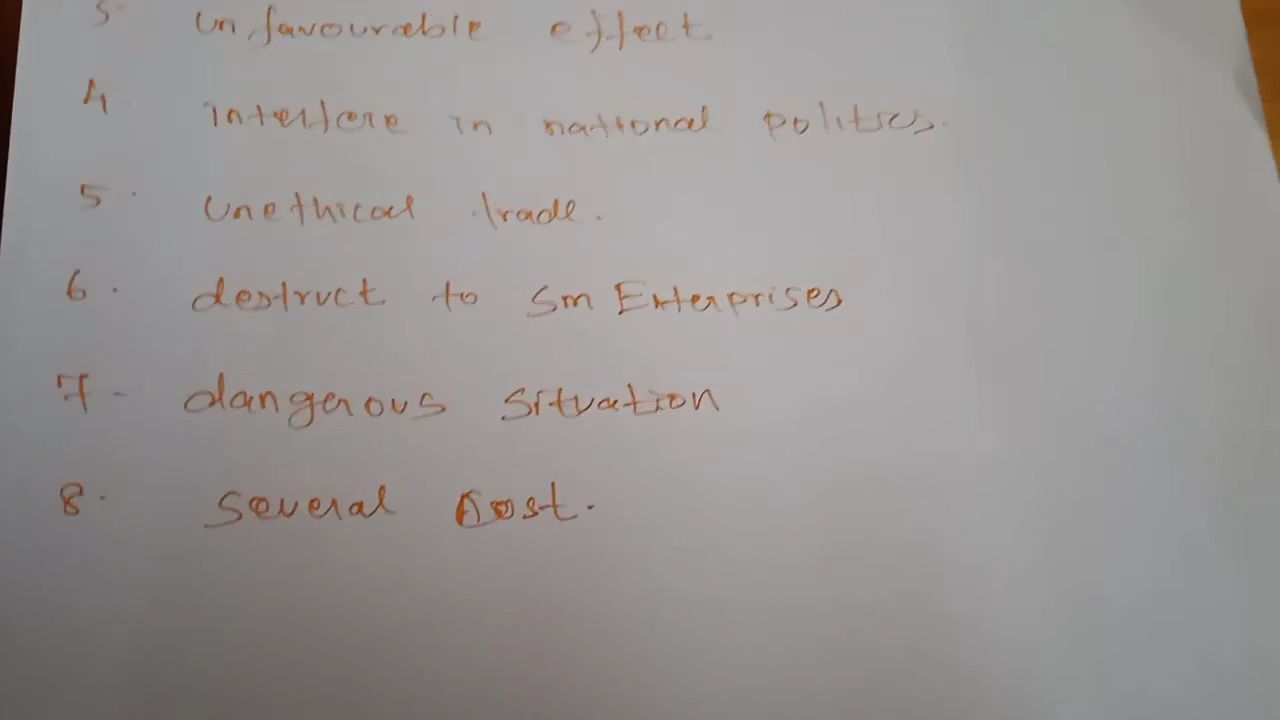 3. unfavourable effect
4 interfere in national politics.
5. unethical trade.
6. destruct to Sm Enterprises
7- dangerous situation
8. Several Cost.